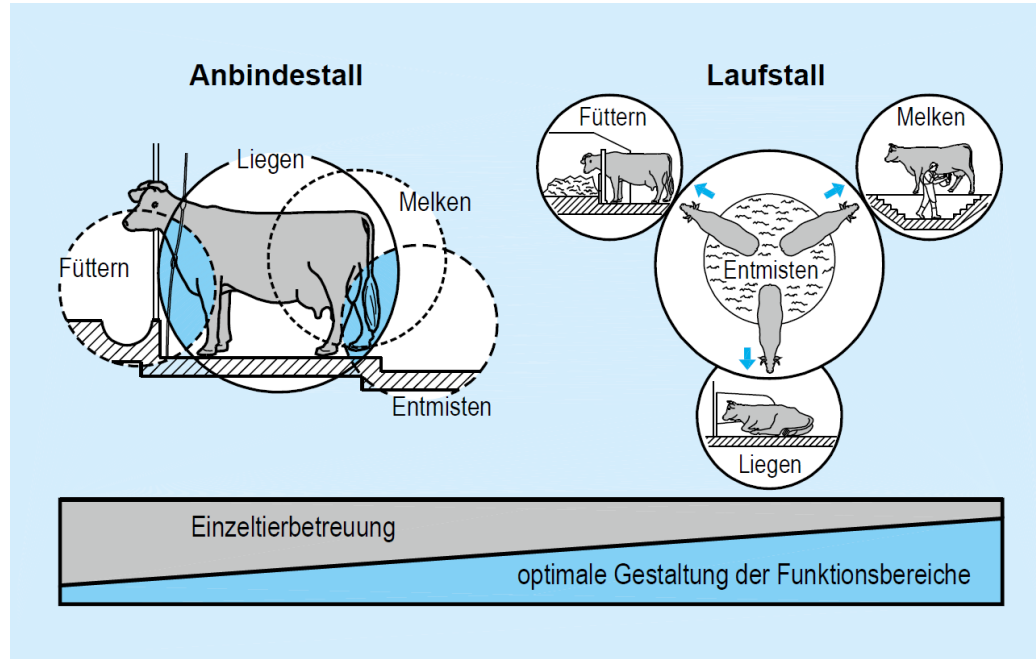 Anbindestall
Liegen
Melken
Füttern
Entmisten
Laufstall
Füttern
Melken
Entmisten
Liegen
Einzeltierbetreuung
optimale Gestaltung der Funktionsbereiche